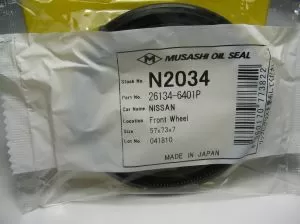 MUSASHI OIL SEAL
Stock No. N2034
Part No. 26134-6401P
Car Name NISSAN
Location Front Wheel
Size 57x73x7
Lot No. 041810
MADE IN JAPAN